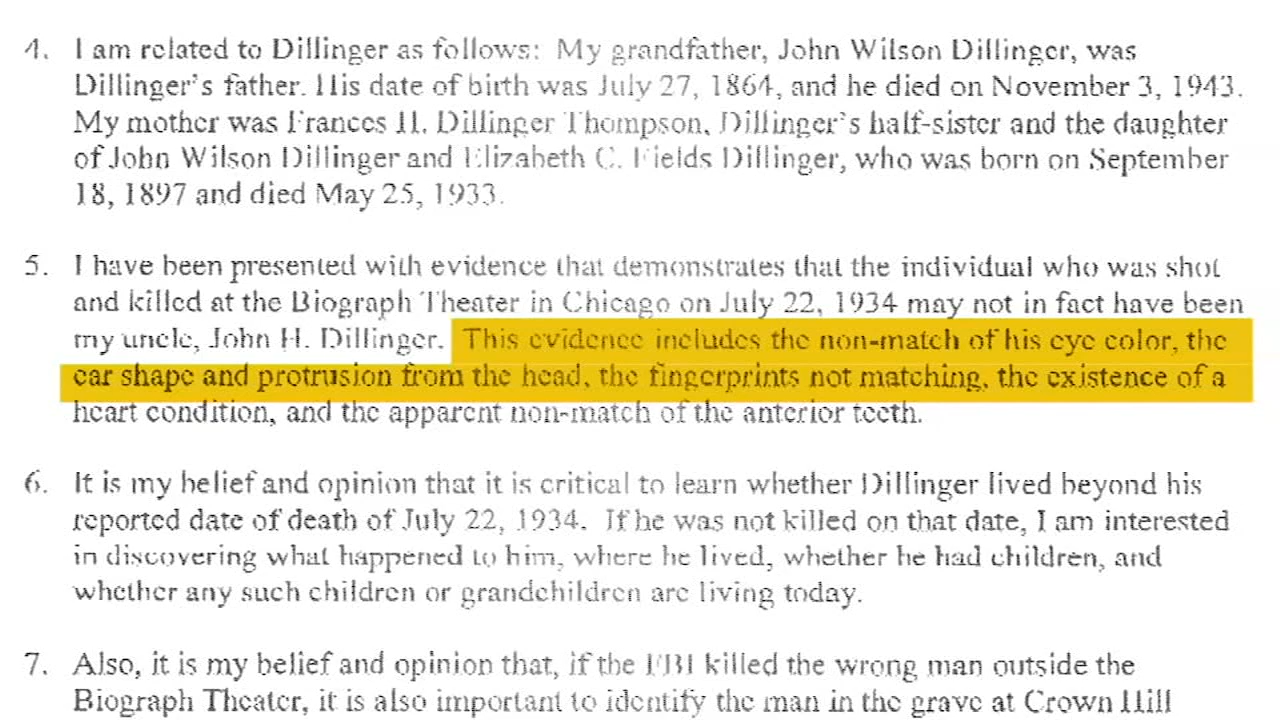 4. I am related to Dillinger as follows: My grandfather, John Wilson Dillinger, was
Dillinger's father. His date of birth was July 27, 1864, and he died on November 3, 1943.
My mother was Frances H. Dillinger Thompson, Dillinger's half-sister and the daughter
of John Wilson Dillinger and Elizabeth C. Fields Dillinger, who was born on September
18, 1897 and died May 25, 1933.
5. I have been presented with evidence that demonstrates that the individual who was shot
and killed at the Biograph Theater in Chicago on July 22, 1934 may not in fact have been
my uncle, John H. Dillinger. This evidence includes the non-match of his eye color, the
ear shape and protrusion from the head, the fingerprints not matching, the existence of a
heart condition, and the apparent non-match of the anterior teeth.
6. It is my belief and opinion that it is critical to learn whether Dillinger lived beyond his
reported date of death of July 22, 1934. If he was not killed on that date, I am interested
in discovering what happened to him, where he lived, whether he had children, and
whether any such children or grandchildren are living today.
7. Also, it is my belief and opinion that, if the FBI killed the wrong man outside the
Biograph Theater, it is also important to identify the man in the grave at Crown Hill